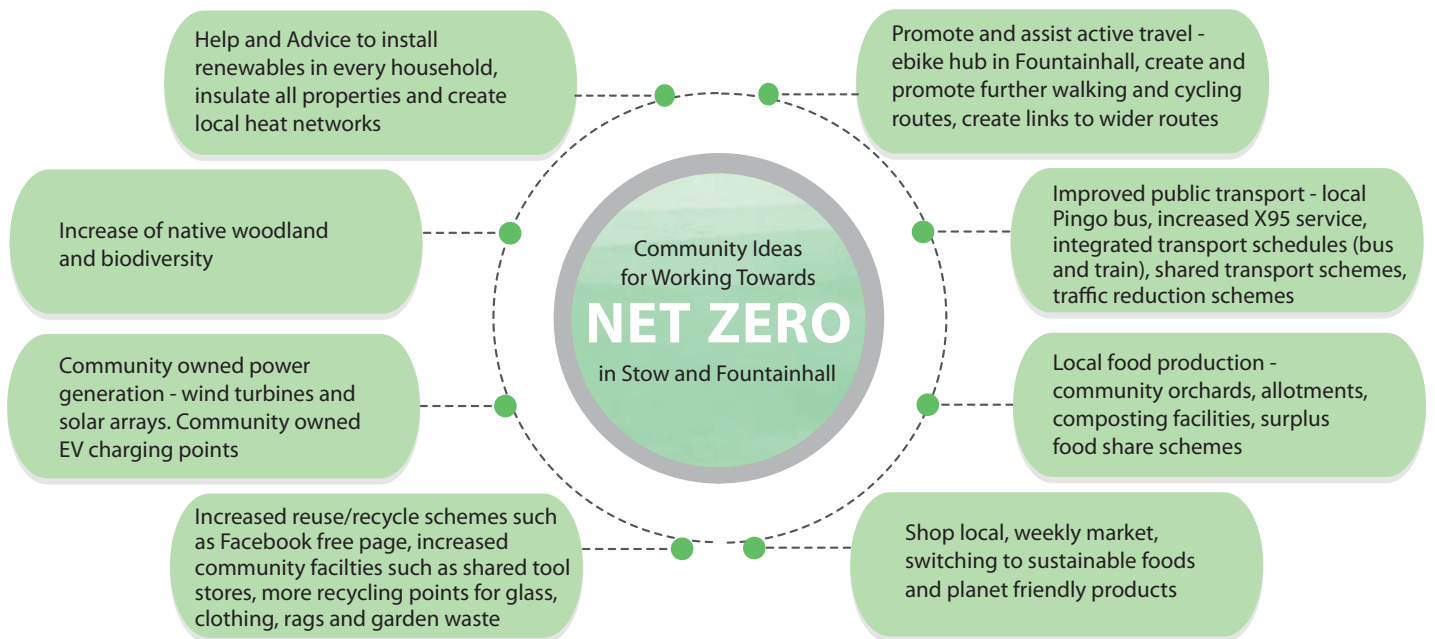 Help and Advice to install
renewables in every household,
insulate all properties and create
local heat networks
Promote and assist active travel -
ebike hub in Fountainhall, create and
promote further walking and cycling
routes, create links to wider routes
Increase of native woodland
and biodiversity
Improved public transport - local
Pingo bus, increased X95 service,
integrated transport schedules (bus
and train), shared transport schemes,
traffic reduction schemes
Community Ideas
for Working Towards
NET ZERO
in Stow and Fountainhall
Community owned power
generation - wind turbines and
solar arrays. Community owned
EV charging points
Local food production -
community orchards, allotments,
composting facilities, surplus
food share schemes
Increased reuse/recycle schemes such
as Facebook free page, increased
community facilties such as shared tool
stores, more recycling points for glass,
clothing, rags and garden waste
Shop local, weekly market,
switching to sustainable foods
and planet friendly products